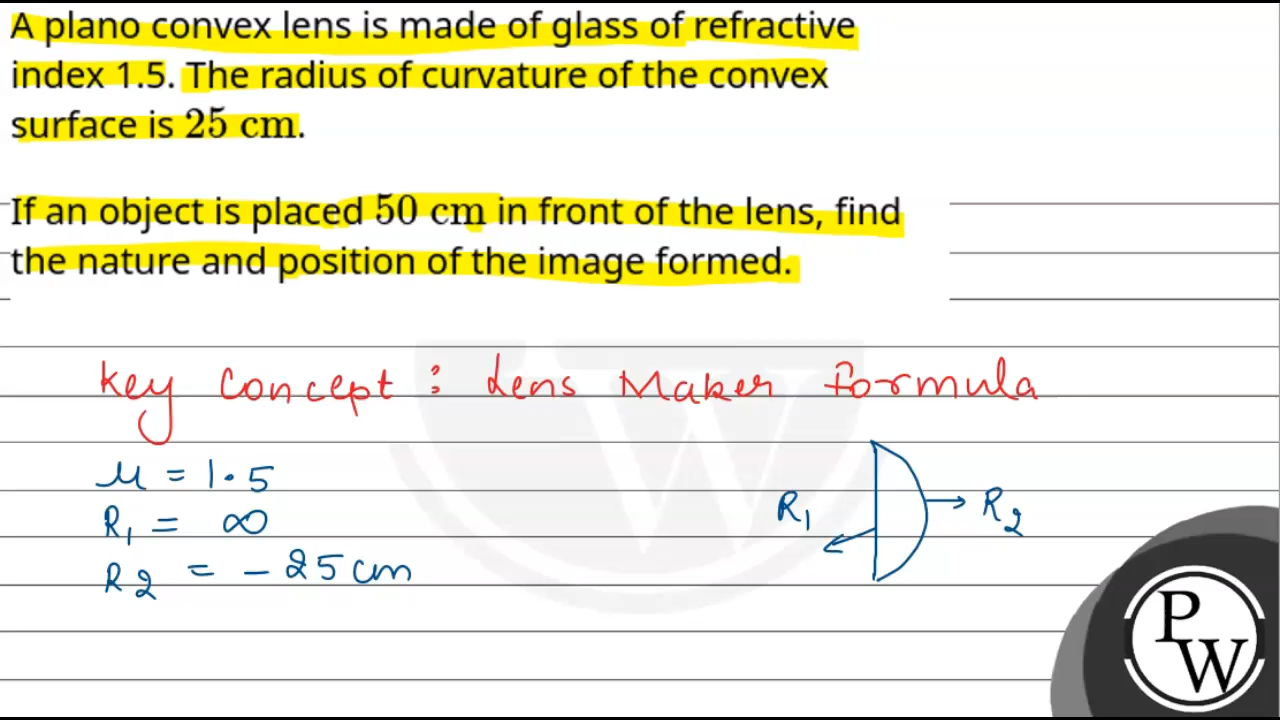 A plano convex lens is made of glass of refractive
index 1.5. The radius of curvature of the convex
surface is 25 cm.
If an object is placed 50 cm in front of the lens, find
the nature and position of the image formed.
Key Concept : Lens Maker Formula
μ = 1.5
R₁ = ∞
R₂ = - 25 cm
R₁
R₂
P
W